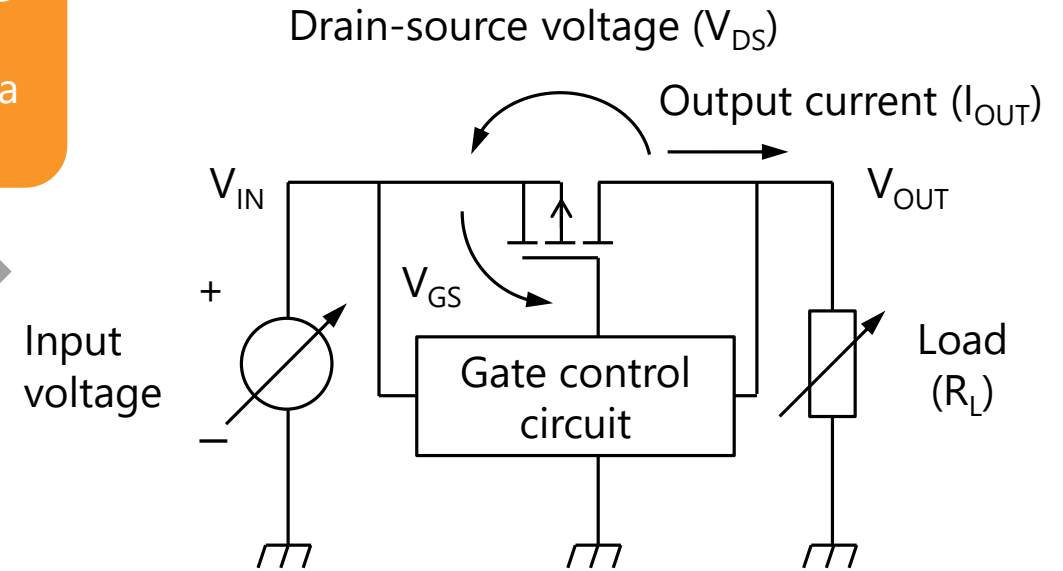 a
Drain-source voltage (V_DS)
Output current (I_OUT)
V_IN
V_OUT
V_GS
+
Input
voltage
−
Gate control
circuit
Load
(R_L)